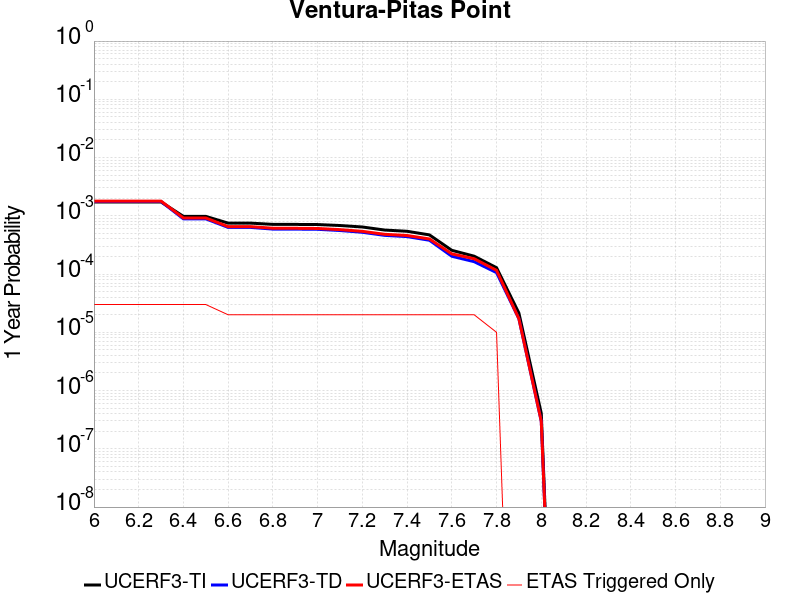 Ventura-Pitas Point
1 Year Probability
10 0
10 -1
10 -2
10 -3
10 -4
10 -5
10 -6
10 -7
10 -8
6 6.2 6.4 6.6 6.8 7 7.2 7.4 7.6 7.8 8 8.2 8.4 8.6 8.8 9
Magnitude
UCERF3-TI UCERF3-TD UCERF3-ETAS ETAS Triggered Only